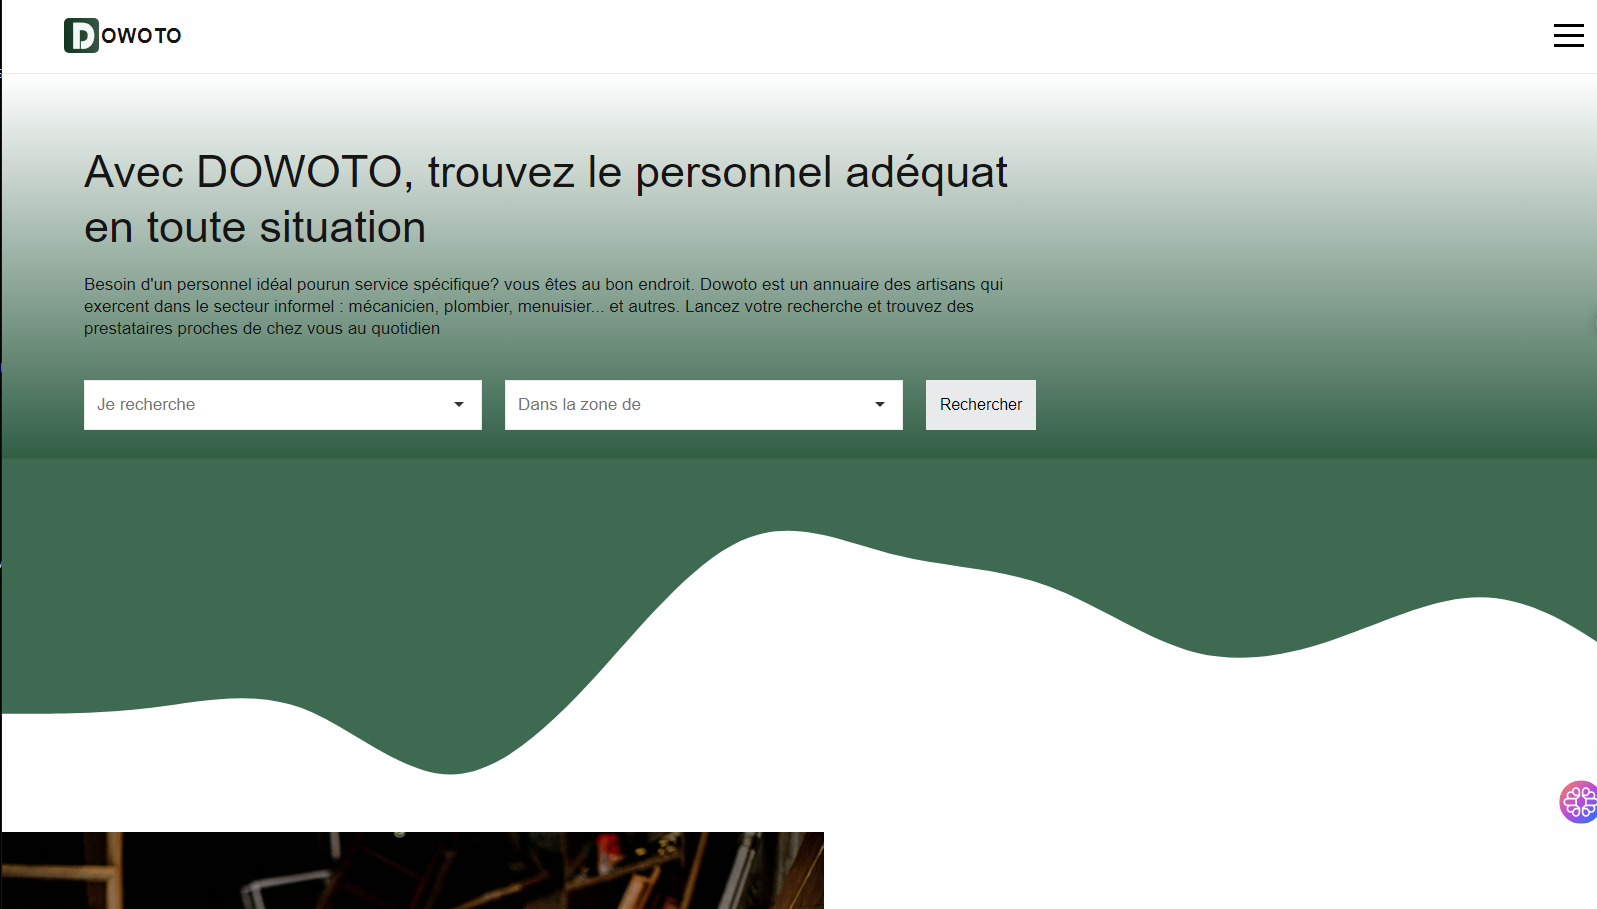 DOWOTO
Avec DOWOTO, trouvez le personnel adéquat
en toute situation
Besoin d'un personnel idéal pourun service spécifique? vous êtes au bon endroit. Dowoto est un annuaire des artisans qui
exercent dans le secteur informel : mécanicien, plombier, menuisier... et autres. Lancez votre recherche et trouvez des
prestataires proches de chez vous au quotidien
Je recherche
Dans la zone de
Rechercher